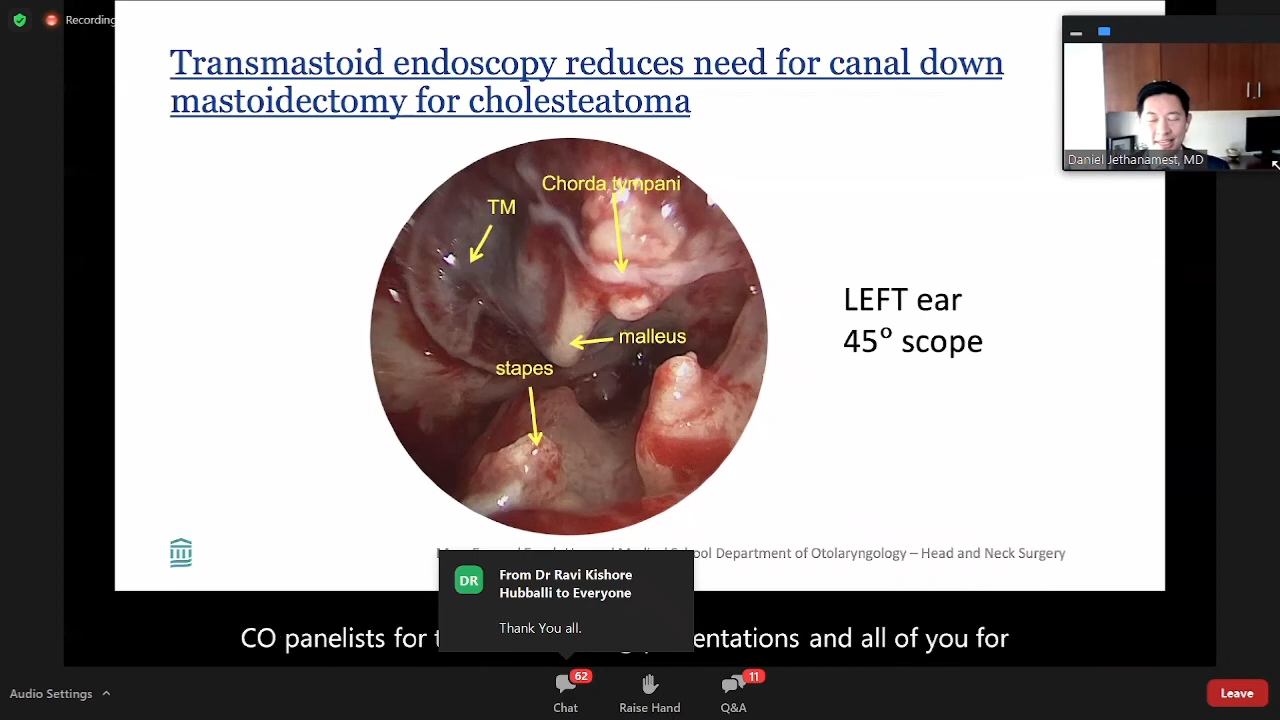 Recording
Transmastoid endoscopy reduces need for canal down
mastoidectomy for cholesteatoma
Daniel Jethanamest, MD
Chorda tympani
TM
malleus
stapes
LEFT ear
45° scope
Department of Otolaryngology – Head and Neck Surgery
DR
From Dr Ravi Kishore
Hubballi to Everyone
Thank You all.
CO panelists for and all of you for
Audio Settings
62
Chat
Raise Hand
11
Q&A
Leave